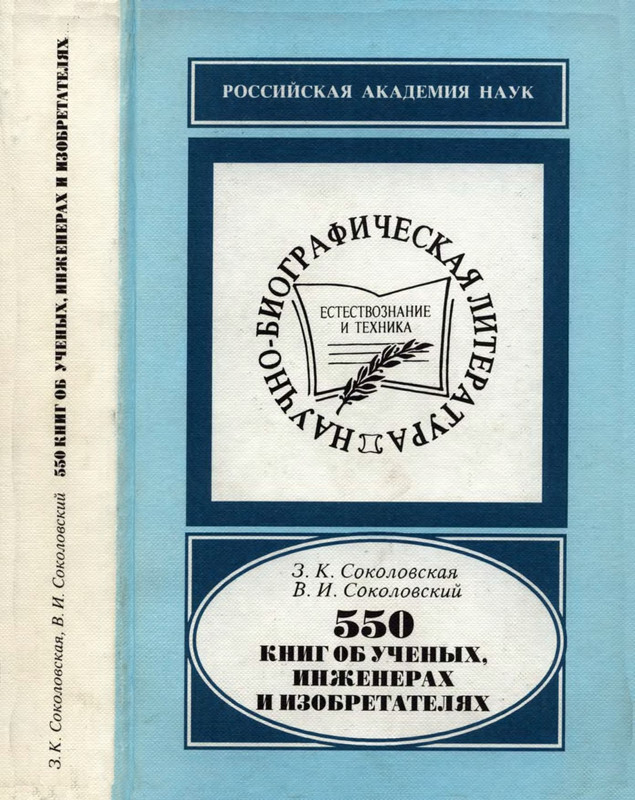 З. К. Соколовская, В. И. Соколовский 550 КНИГ ОБ УЧЕНЫХ, ИНЖЕНЕРАХ И ИЗОБРЕТАТЕЛЯХ
РОССИЙСКАЯ АКАДЕМИЯ НАУК
НАУЧНО-БИОГРАФИЧЕСКАЯ ЛИТЕРАТУРА
ЕСТЕСТВОЗНАНИЕ
И ТЕХНИКА
З. К. Соколовская
В. И. Соколовский
550
КНИГ ОБ УЧЕНЫХ,
ИНЖЕНЕРАХ
И ИЗОБРЕТАТЕЛЯХ